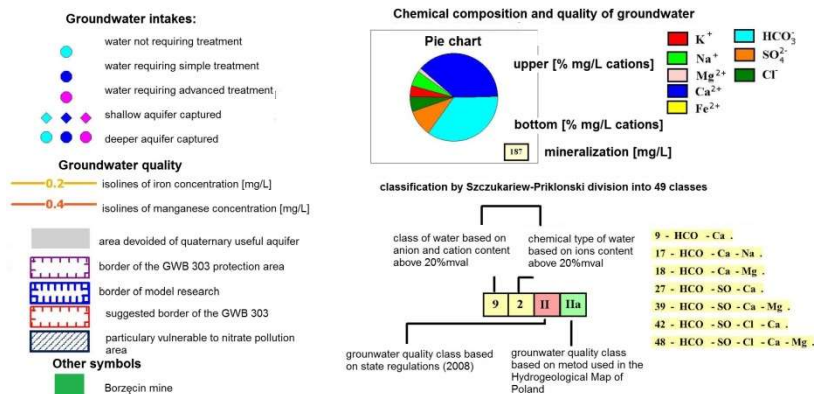 Groundwater intakes:
water not requiring treatment
water requiring simple treatment
water requiring advanced treatment
shallow aquifer captured
deeper aquifer captured
Groundwater quality
0.2
isolines of iron concentration [mg/L]
0.4
isolines of manganese concentration [mg/L]
area devoided of quaternary useful aquifer
border of the GWB 303 protection area
border of model research
suggested border of the GWB 303
particulary vulnerable to nitrate pollution
area
Other symbols
Borzęcin mine
Chemical composition and quality of groundwater
Pie chart
upper [% mg/L cations]
bottom [% mg/L cations]
187
mineralization [mg/L]
K⁺
Na⁺
Mg²⁺
Ca²⁺
Fe²⁺
HCO₃⁻
SO₄²⁻
Cl⁻
classification by Szczukariew-Priklonski division into 49 classes
class of water based on
anion and cation content
above 20%mval
chemical type of water
based on ions content
above 20%mval
9 2 II IIa
grounwater quality class based
on state regulations (2008)
grounwater quality class
based on metod used in the
Hydrogeological Map of
Poland
9 - HCO - Ca .
17 - HCO - Ca - Na.
18 - HCO - Ca - Mg.
27 - HCO - SO - Ca.
39 - HCO - SO - Ca - Mg.
42 - HCO - SO - Cl - Ca .
48 - HCO - SO - Cl - Ca - Mg .